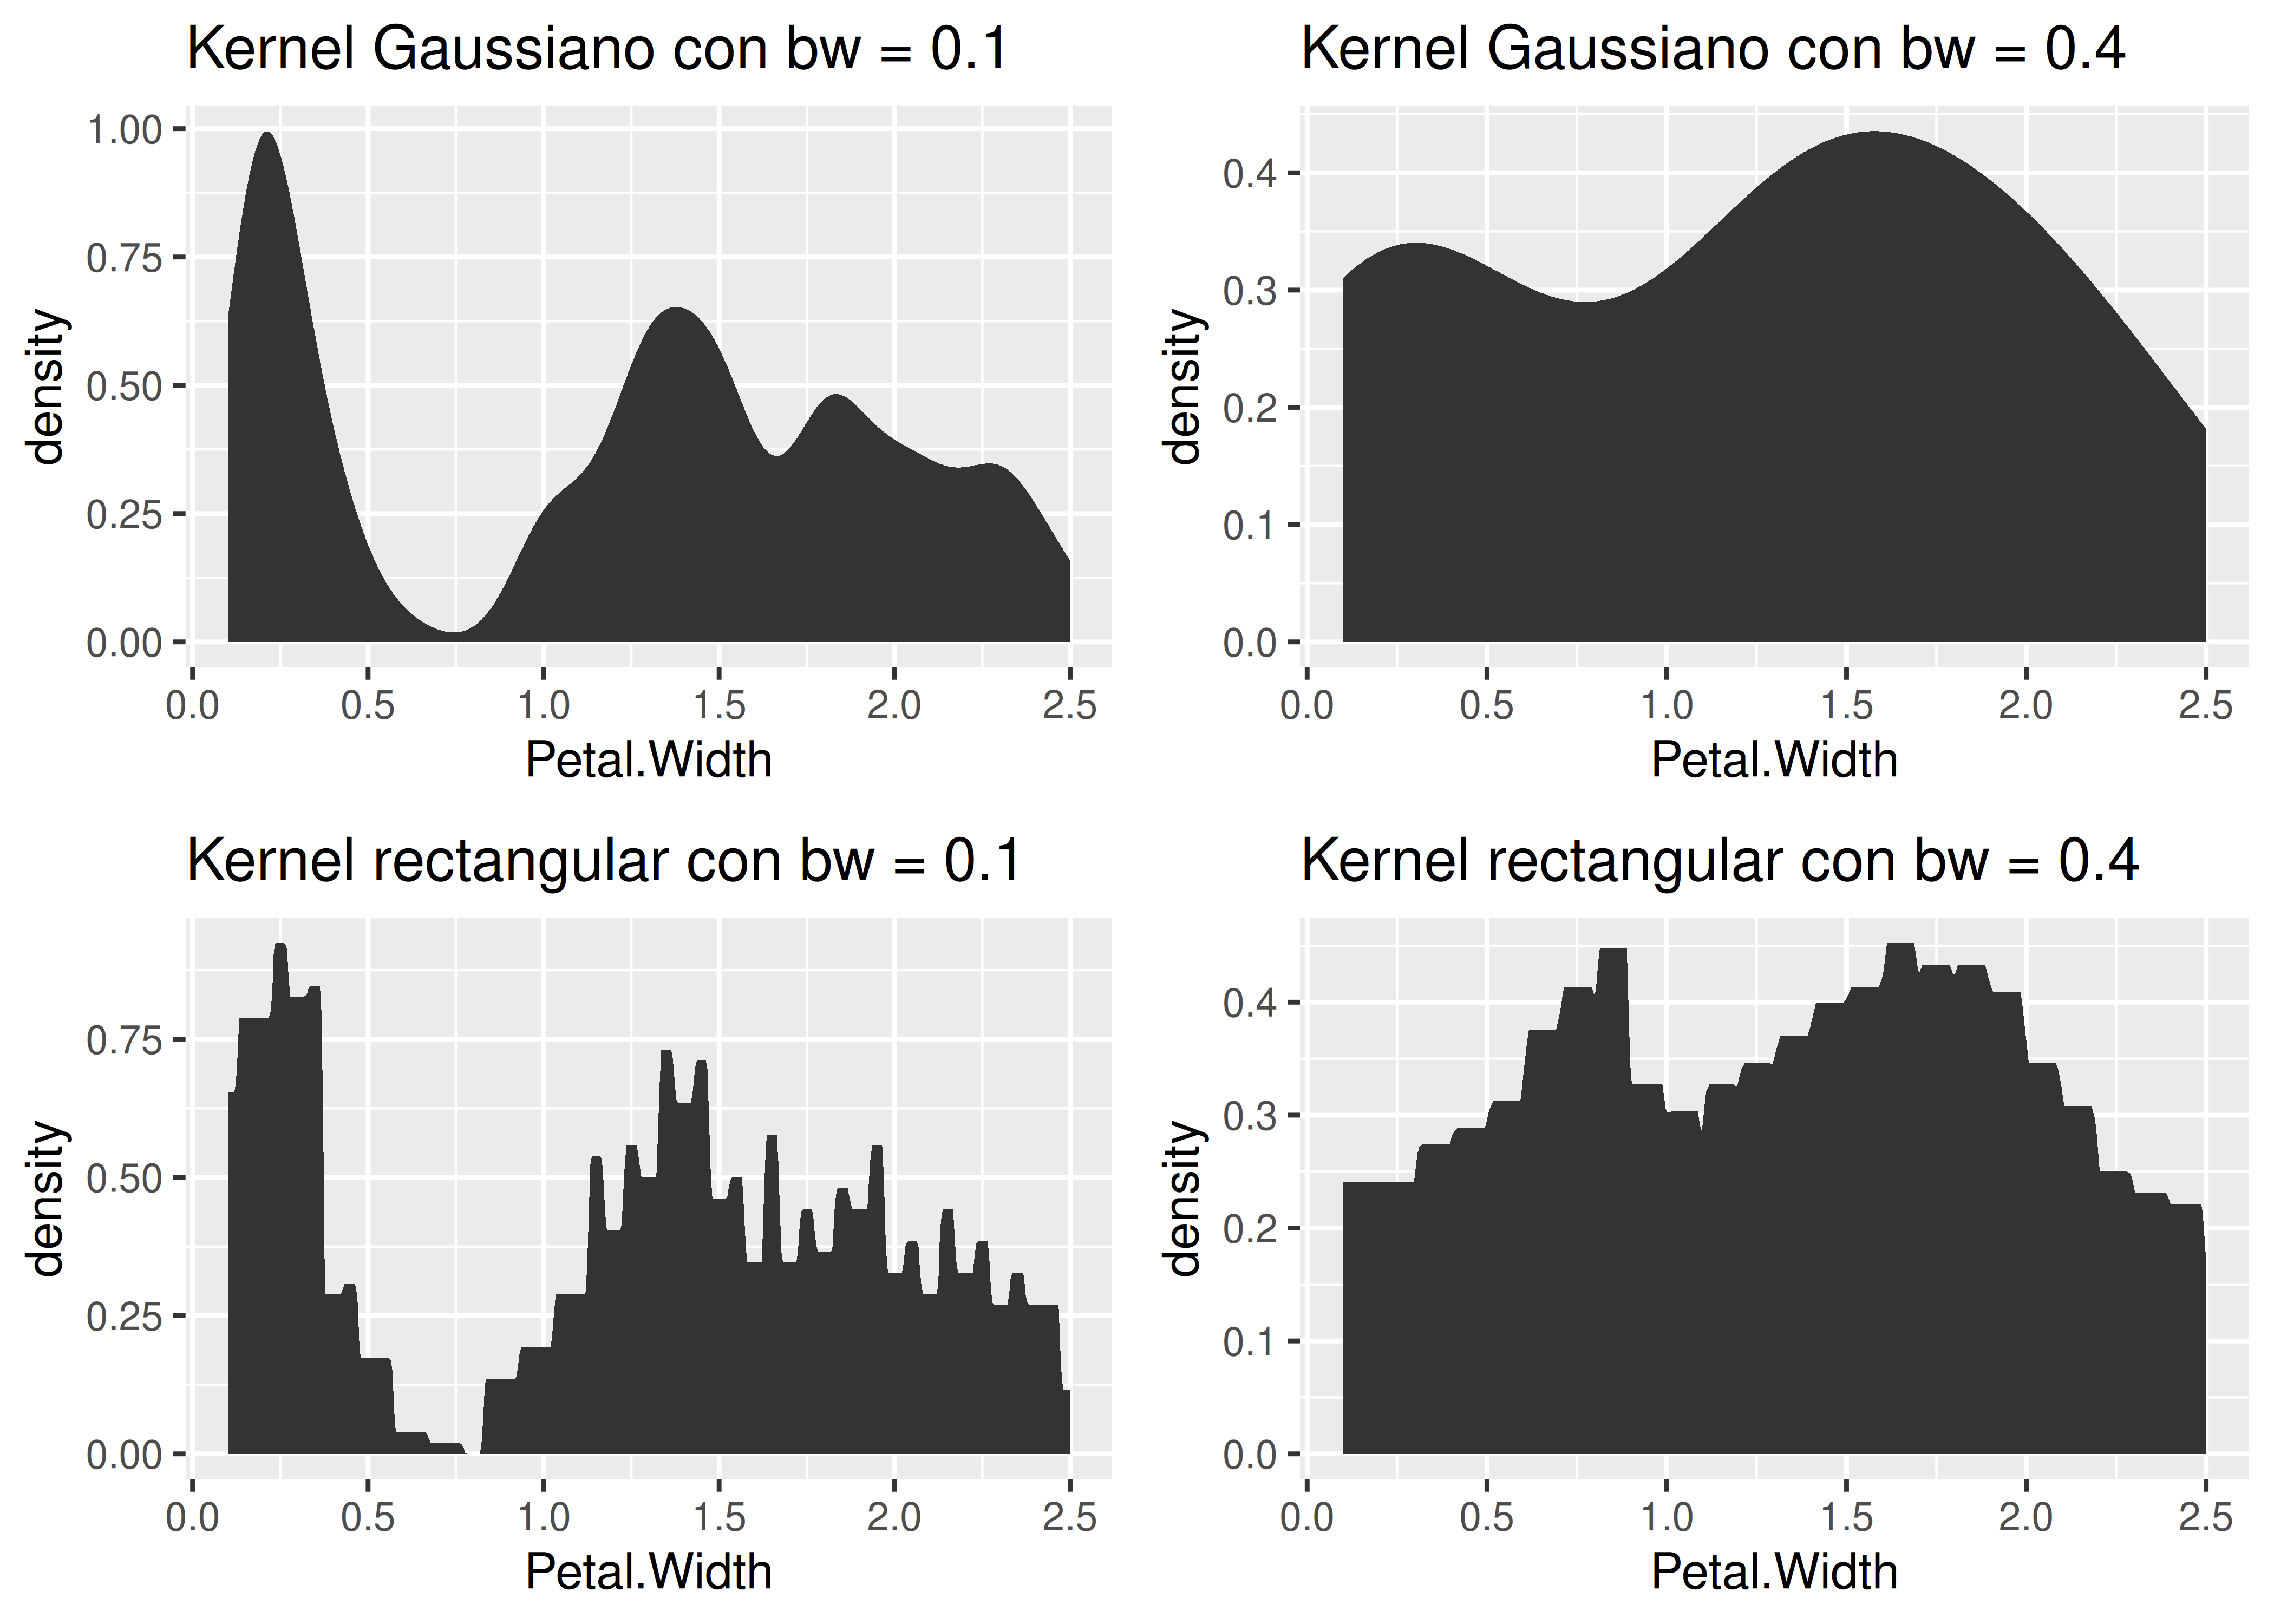 Kernel Gaussiano con bw = 0.1
1.00
0.75
0.50
0.25
0.00
density
0.0 0.5 1.0 1.5 2.0 2.5
Petal.Width
Kernel Gaussiano con bw = 0.4
0.4
0.3
0.2
0.1
0.0
density
0.0 0.5 1.0 1.5 2.0 2.5
Petal.Width
Kernel rectangular con bw = 0.1
0.75
0.50
0.25
0.00
density
0.0 0.5 1.0 1.5 2.0 2.5
Petal.Width
Kernel rectangular con bw = 0.4
0.4
0.3
0.2
0.1
0.0
density
0.0 0.5 1.0 1.5 2.0 2.5
Petal.Width